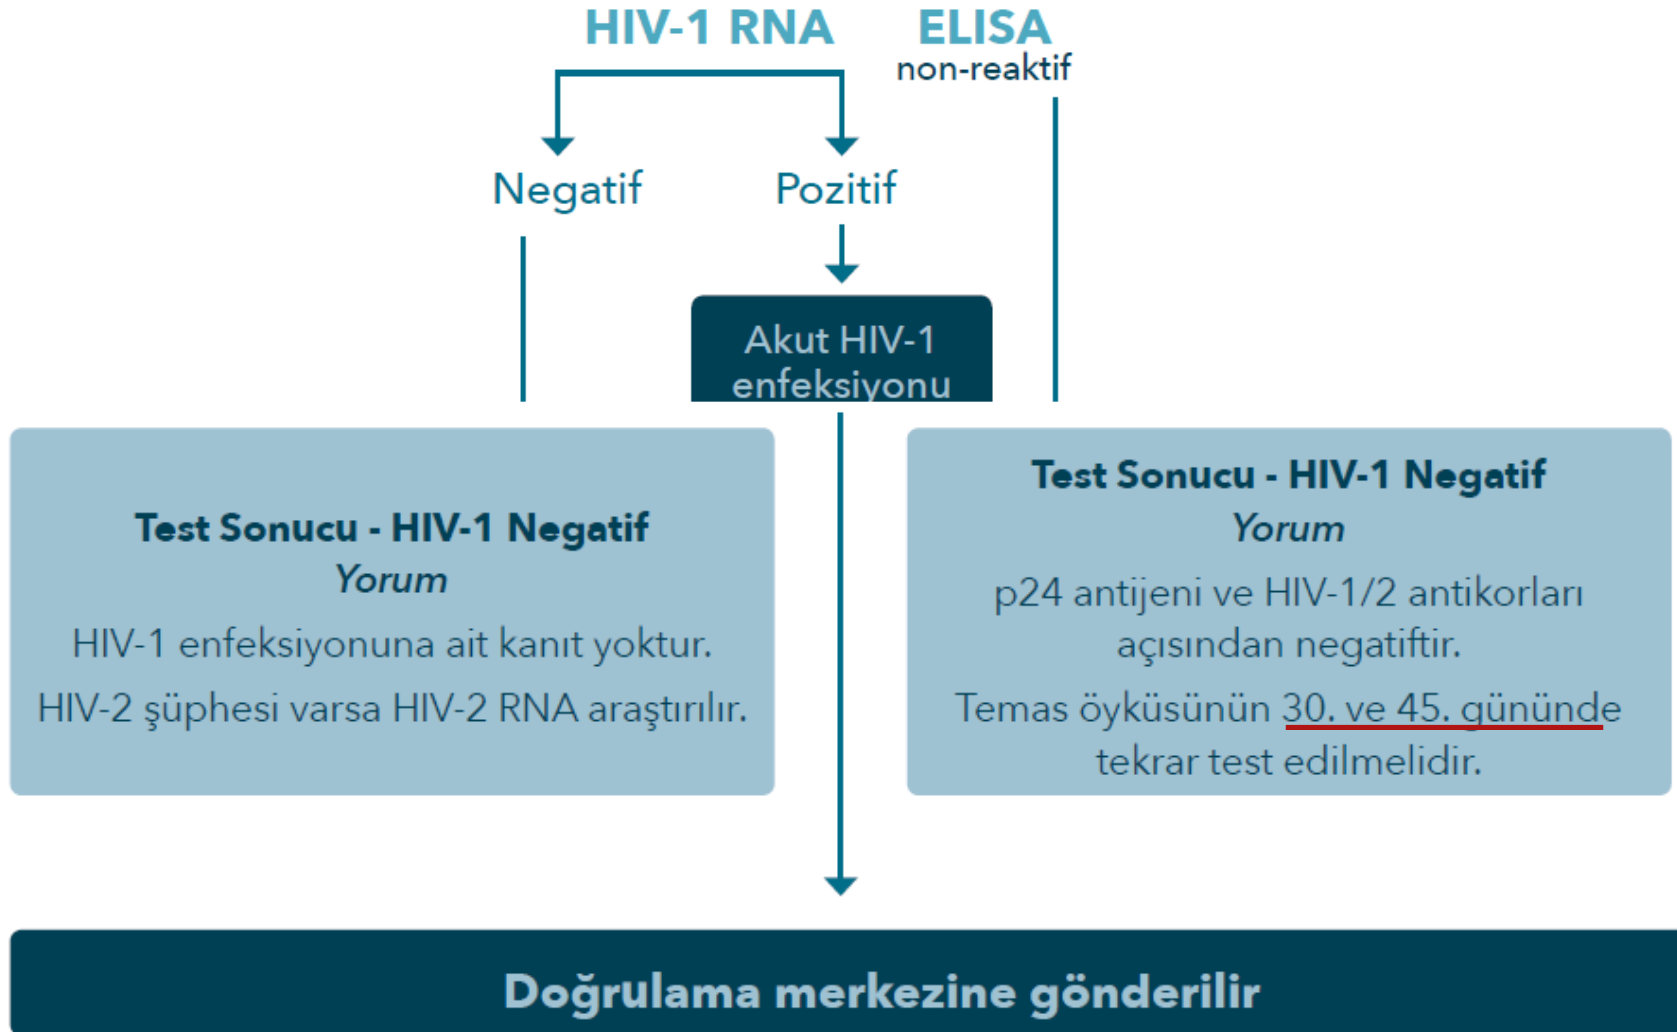 HIV-1 RNA
ELISA
non-reaktif
Negatif
Pozitif
Akut HIV-1
enfeksiyonu
Test Sonucu - HIV-1 Negatif
Yorum
HIV-1 enfeksiyonuna ait kanıt yoktur.
HIV-2 şüphesi varsa HIV-2 RNA araştırılır.
Test Sonucu - HIV-1 Negatif
Yorum
p24 antijeni ve HIV-1/2 antikorları
açısından negatiftir.
Temas öyküsünün 30. ve 45. gününde
tekrar test edilmelidir.
Doğrulama merkezine gönderilir